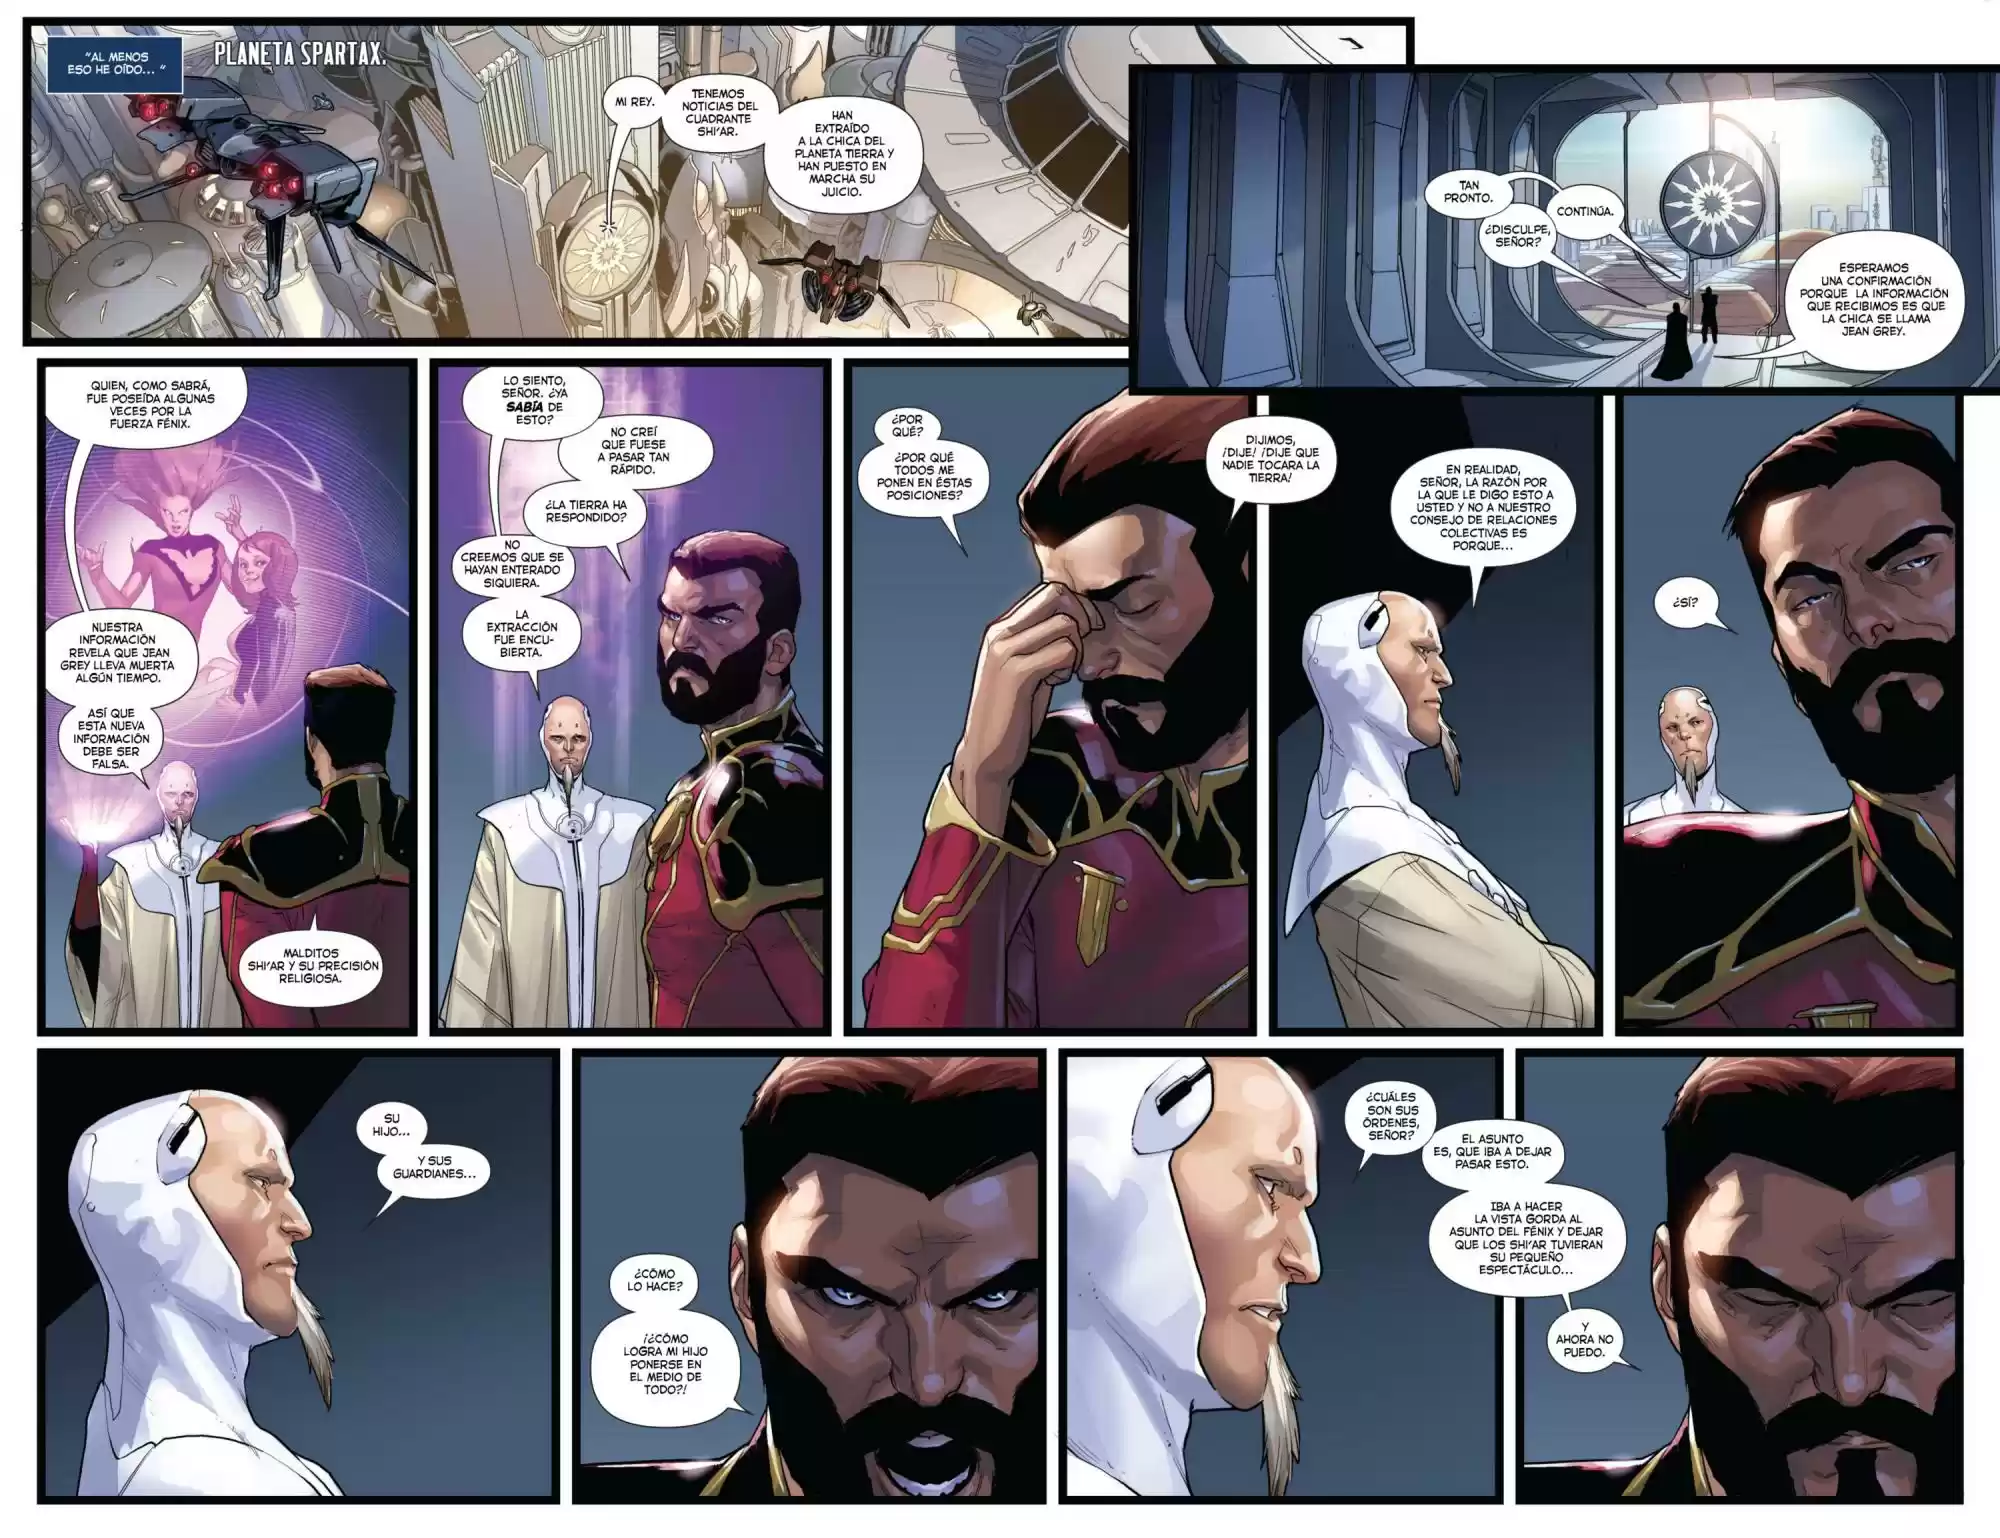 "AL MENOS
ESO HE OÍDO... "
PLANETA SPARTAX.
MI REY.
TENEMOS
NOTICIAS DEL
CUADRANTE
SHI'AR.
HAN
EXTRAÍDO
A LA CHICA DEL
PLANETA TIERRA Y
HAN PUESTO EN
MARCHA SU
JUICIO.
TAN
PRONTO.
¿DISCULPE,
SEÑOR?
CONTINÚA.
ESPERAMOS
UNA CONFIRMACIÓN
PORQUE LA INFORMACIÓN
QUE RECIBIMOS ES QUE
LA CHICA SE LLAMA
JEAN GREY.
QUIEN, COMO SABRÁ,
FUE POSEÍDA ALGUNAS
VECES POR LA
FUERZA FÉNIX.
NUESTRA
INFORMACIÓN
REVELA QUE JEAN
GREY LLEVA MUERTA
ALGÚN TIEMPO.
ASÍ QUE
ESTA NUEVA
INFORMACIÓN
DEBE SER
FALSA.
MALDITOS
SHI'AR Y SU PRECISIÓN
RELIGIOSA.
LO SIENTO,
SEÑOR. ¿YA
SABÍA DE
ESTO?
NO CREÍ
QUE FUESE
A PASAR TAN
RÁPIDO.
¿LA TIERRA HA
RESPONDIDO?
NO
CREEMOS QUE SE
HAYAN ENTERADO
SIQUIERA.
LA
EXTRACCIÓN
FUE ENCU-
BIERTA.
¿POR
QUÉ?
¿POR QUÉ
TODOS ME
PONEN EN ÉSTAS
POSICIONES?
DIJIMOS,
¡DIJE! ¡DIJE QUE
NADIE TOCARA LA
TIERRA!
EN REALIDAD,
SEÑOR, LA RAZÓN POR
LA QUE LE DIGO ESTO A
USTED Y NO A NUESTRO
CONSEJO DE RELACIONES
COLECTIVAS ES
PORQUE...
¿SÍ?
SU
HIJO...
Y SUS
GUARDIANES...
¿CÓMO
LO HACE?
¡¿CÓMO
LOGRA MI HIJO
PONERSE EN
EL MEDIO DE
TODO?!
¿CUÁLES
SON SUS
ÓRDENES,
SEÑOR?
EL ASUNTO
ES, QUE IBA A DEJAR
PASAR ESTO.
IBA A HACER
LA VISTA GORDA AL
ASUNTO DEL FÉNIX Y DEJAR
QUE LOS SHI'AR TUVIERAN
SU PEQUEÑO
ESPECTÁCULO...
Y
AHORA NO
PUEDO.